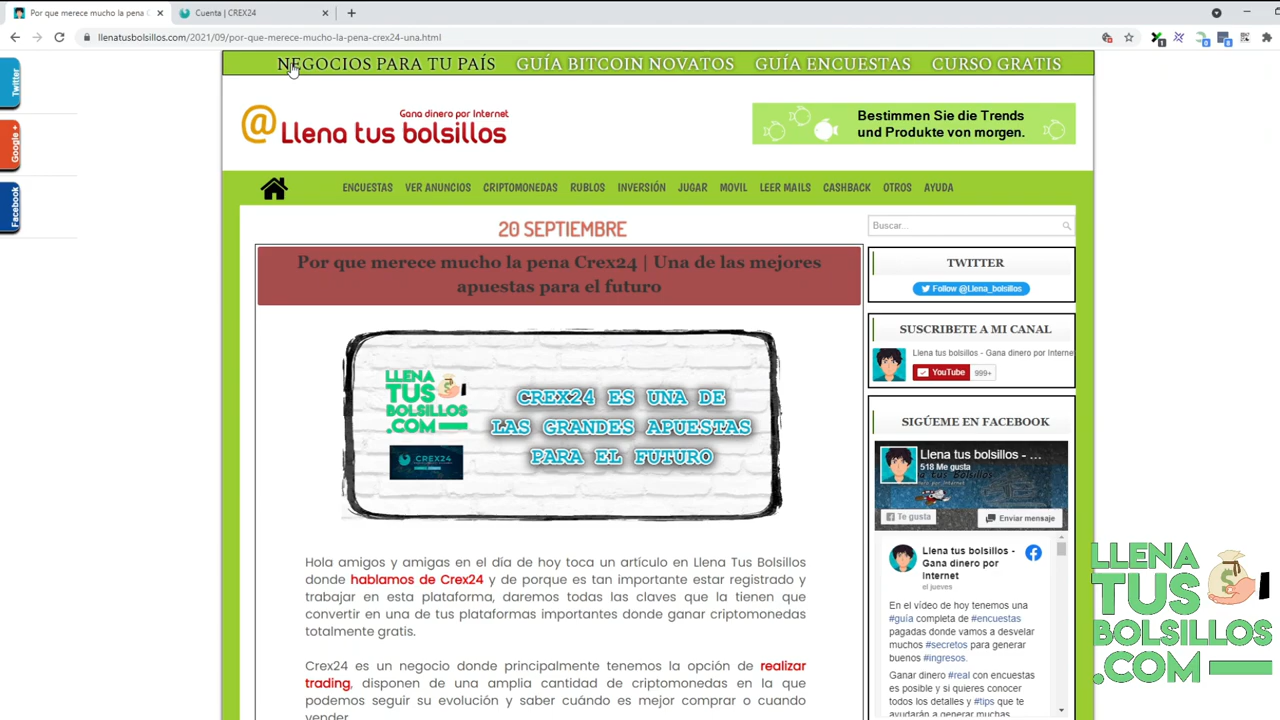 Por que merece mucho la pena C
Cuenta | CREX24
llenatusbolsillos.com/2021/09/por-que-merece-mucho-la-pena-crex24-una.html
NEGOCIOS PARA TU PAÍS GUÍA BITCOIN NOVATOS GUÍA ENCUESTAS CURSO GRATIS
Twitter
Google +
Facebook
Gana dinero por Internet
@Llena tus bolsillos
Bestimmen Sie die Trends
und Produkte von morgen.
ENCUESTAS VER ANUNCIOS CRIPTOMONEDAS RUBLOS INVERSIÓN JUGAR MOVIL LEER MAILS CASHBACK OTROS AYUDA
20 SEPTIEMBRE
Por que merece mucho la pena Crex24 | Una de las mejores
apuestas para el futuro
LLENA
TUS
BOLSILLOS
.COM
CREX24
CREX24 ES UNA DE
LAS GRANDES APUESTAS
PARA EL FUTURO
Hola amigos y amigas en el día de hoy toca un artículo en Llena Tus Bolsillos
donde hablamos de Crex24 y de porque es tan importante estar registrado y
trabajar en esta plataforma, daremos todas las claves que la tienen que
convertir en una de tus plataformas importantes donde ganar criptomonedas
totalmente gratis.
Crex24 es un negocio donde principalmente tenemos la opción de realizar
trading, disponen de una amplia cantidad de criptomonedas en la que
podemos seguir su evolución y saber cuándo es mejor comprar o cuando
vender.
Buscar...
TWITTER
Follow @Llena_bolsillos
SUSCRIBETE A MI CANAL
Llena tus bolsillos - Gana dinero por Interne
YouTube 999+
SIGÚEME EN FACEBOOK
Llena tus bolsillos - ...
518 Me gusta
Te gusta
Enviar mensaje
Llena tus bolsillos -
Gana dinero por
Internet
el jueves
En el vídeo de hoy tenemos una
#guía completa de #encuestas
pagadas donde vamos a desvelar
muchos #secretos para generar
buenos #ingresos.
Ganar dinero #real con encuestas
es posible y si quieres conocer
todos los detalles y #tips que te
ayudarán a generar muchas
LLENA
TUS
BOLSILLOS
.COM